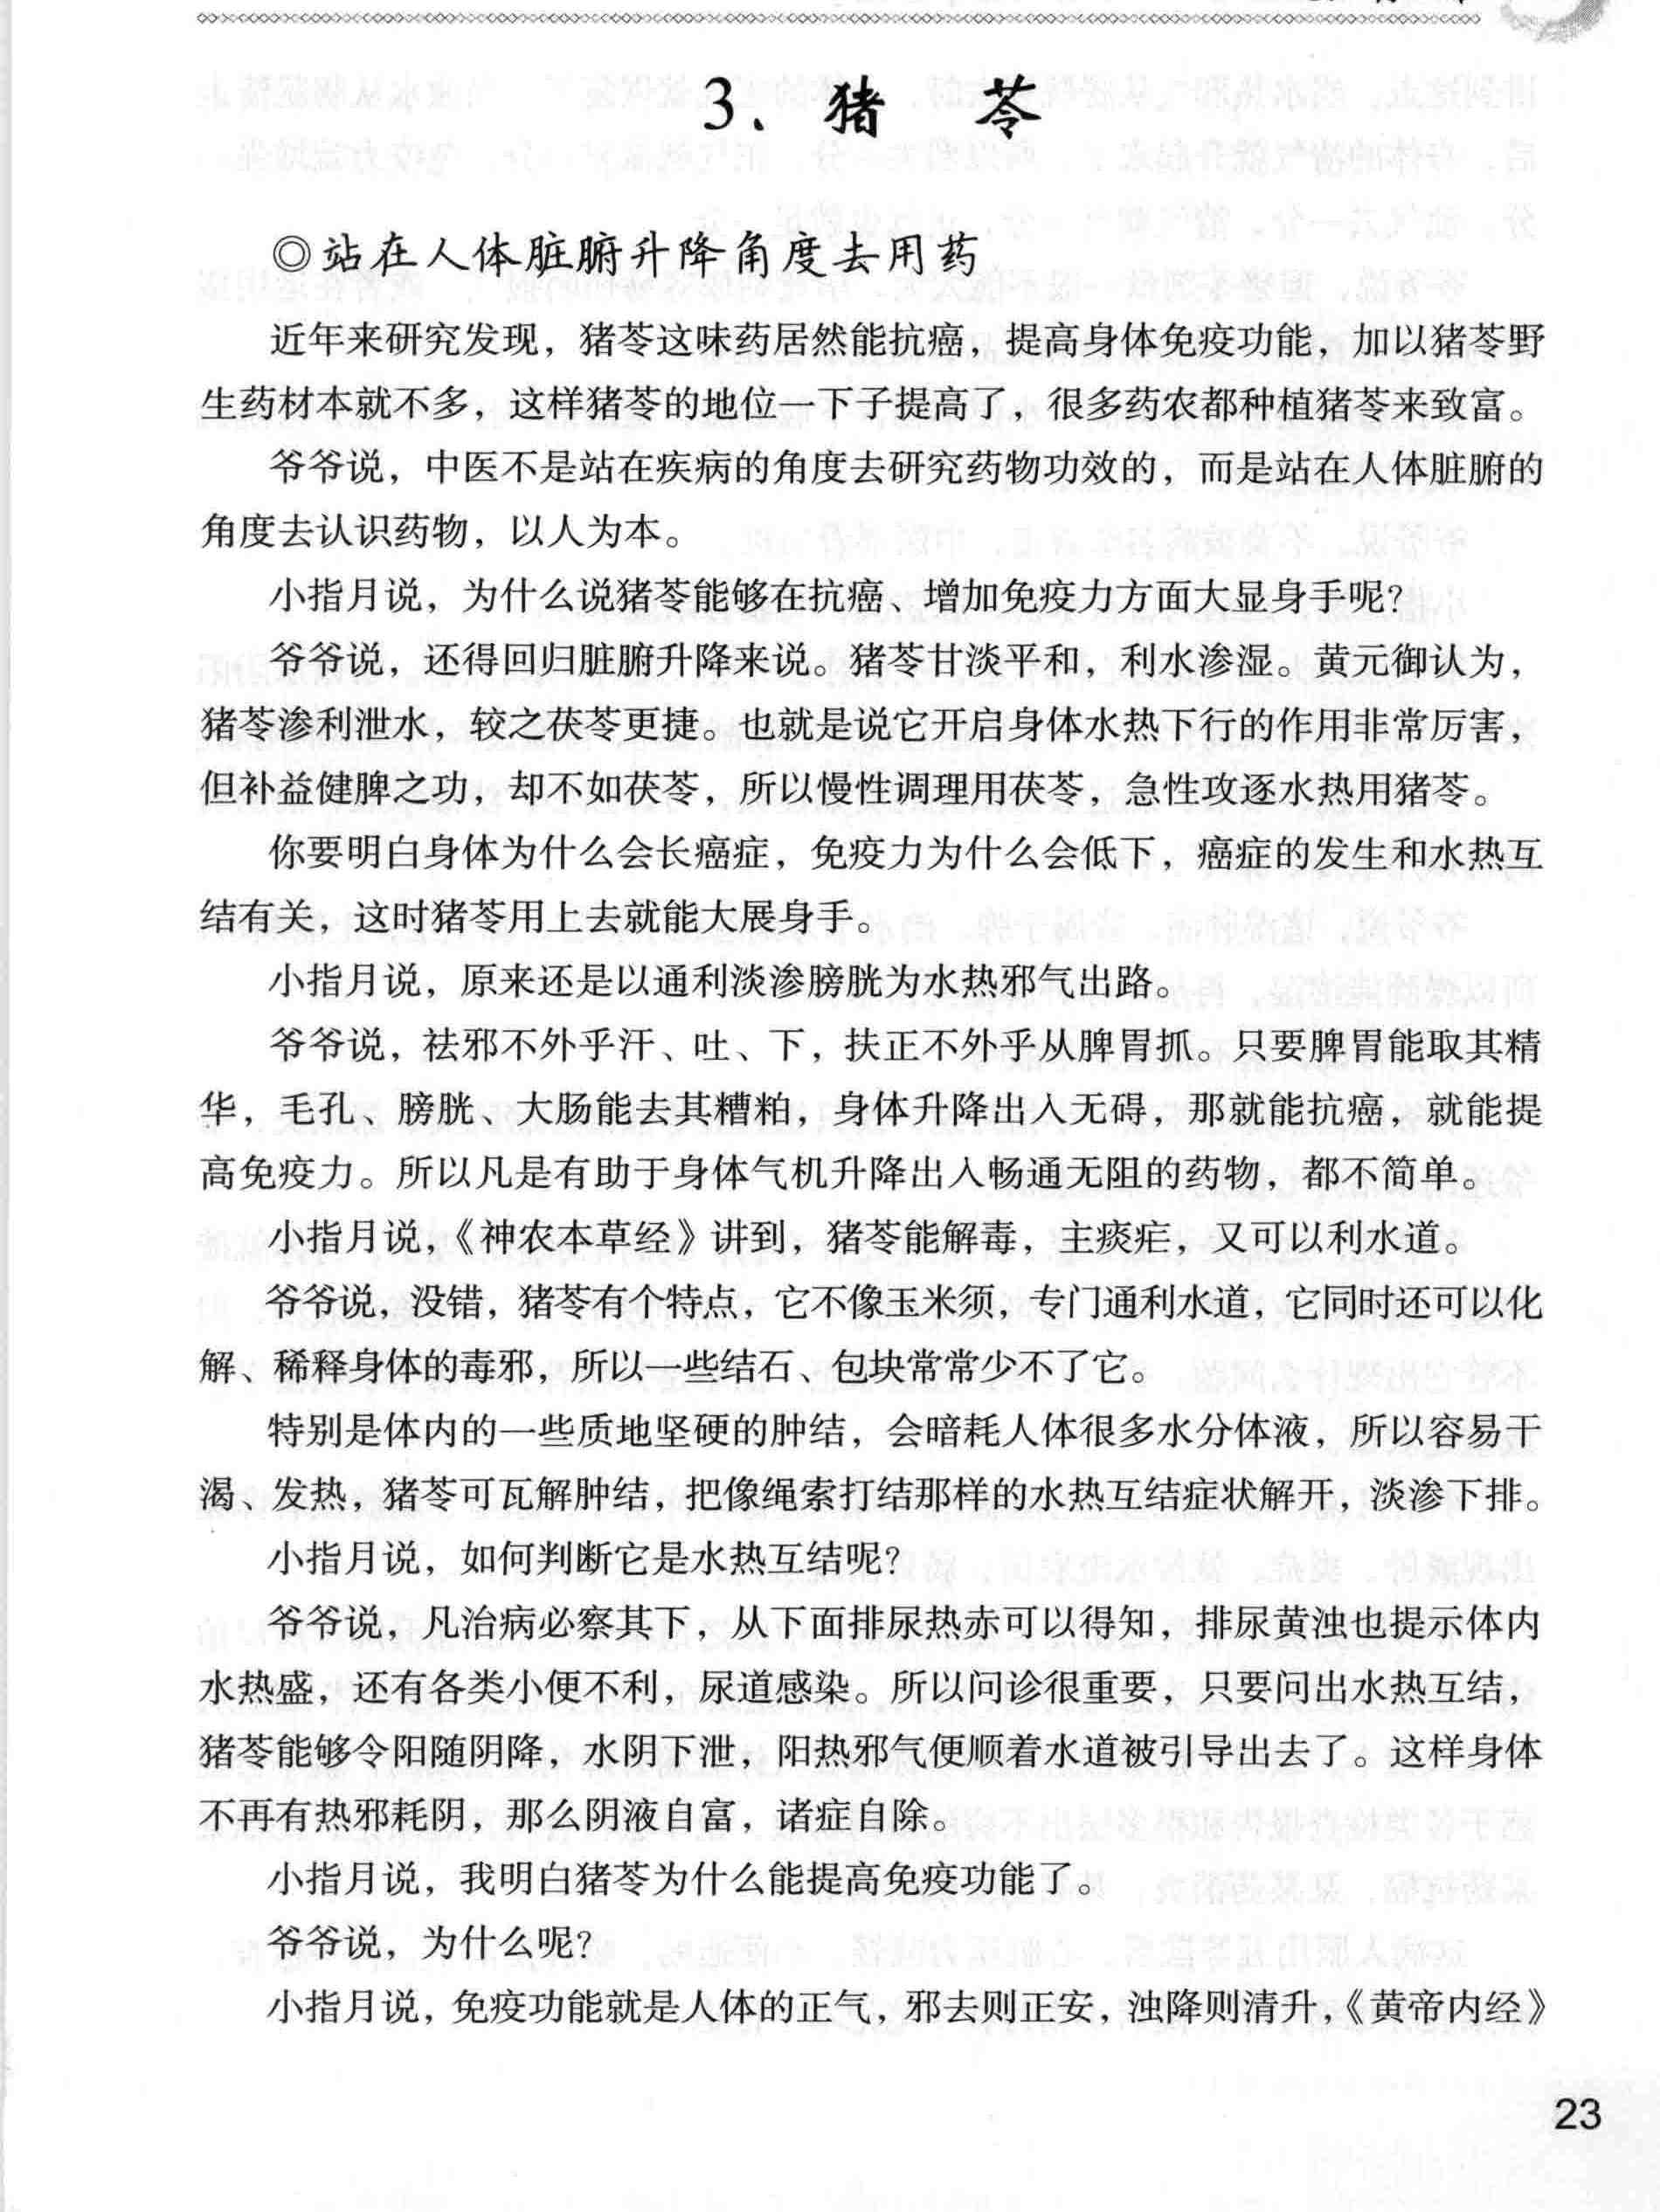 3、猪 苓
◎站在人体脏腑升降角度去用药
近年来研究发现，猪苓这味药居然能抗癌，提高身体免疫功能，加以猪苓野
生药材本就不多，这样猪苓的地位一下子提高了，很多药农都种植猪苓来致富。
爷爷说，中医不是站在疾病的角度去研究药物功效的，而是站在人体脏腑的
角度去认识药物，以人为本。
小指月说，为什么说猪苓能够在抗癌、增加免疫力方面大显身手呢？
爷爷说，还得回归脏腑升降来说。猪苓甘淡平和，利水渗湿。黄元御认为，
猪苓渗利泄水，较之茯苓更捷。也就是说它开启身体水热下行的作用非常厉害，
但补益健脾之功，却不如茯苓，所以慢性调理用茯苓，急性攻逐水热用猪苓。
你要明白身体为什么会长癌症，免疫力为什么会低下，癌症的发生和水热互
结有关，这时猪苓用上去就能大展身手。
小指月说，原来还是以通利淡渗膀胱为水热邪气出路。
爷爷说，祛邪不外乎汗、吐、下，扶正不外乎从脾胃抓。只要脾胃能取其精
华，毛孔、膀胱、大肠能去其糟粕，身体升降出入无碍，那就能抗癌，就能提
高免疫力。所以凡是有助于身体气机升降出入畅通无阻的药物，都不简单。
小指月说，《神农本草经》讲到，猪苓能解毒，主痰疟，又可以利水道。
爷爷说，没错，猪苓有个特点，它不像玉米须，专门通利水道，它同时还可以化
解、稀释身体的毒邪，所以一些结石、包块常常少不了它。
特别是体内的一些质地坚硬的肿结，会暗耗人体很多水分体液，所以容易干
渴、发热，猪苓可瓦解肿结，把像绳索打结那样的水热互结症状解开，淡渗下排。
小指月说，如何判断它是水热互结呢？
爷爷说，凡治病必察其下，从下面排尿热赤可以得知，排尿黄浊也提示体内
水热盛，还有各类小便不利，尿道感染。所以问诊很重要，只要问出水热互结，
猪苓能够令阳随阴降，水阴下泄，阳热邪气便顺着水道被引导出去了。这样身体
不再有热邪耗阴，那么阴液自富，诸症自除。
小指月说，我明白猪苓为什么能提高免疫功能了。
爷爷说，为什么呢？
小指月说，免疫功能就是人体的正气，邪去则正安，浊降则清升，《黄帝内经》
23